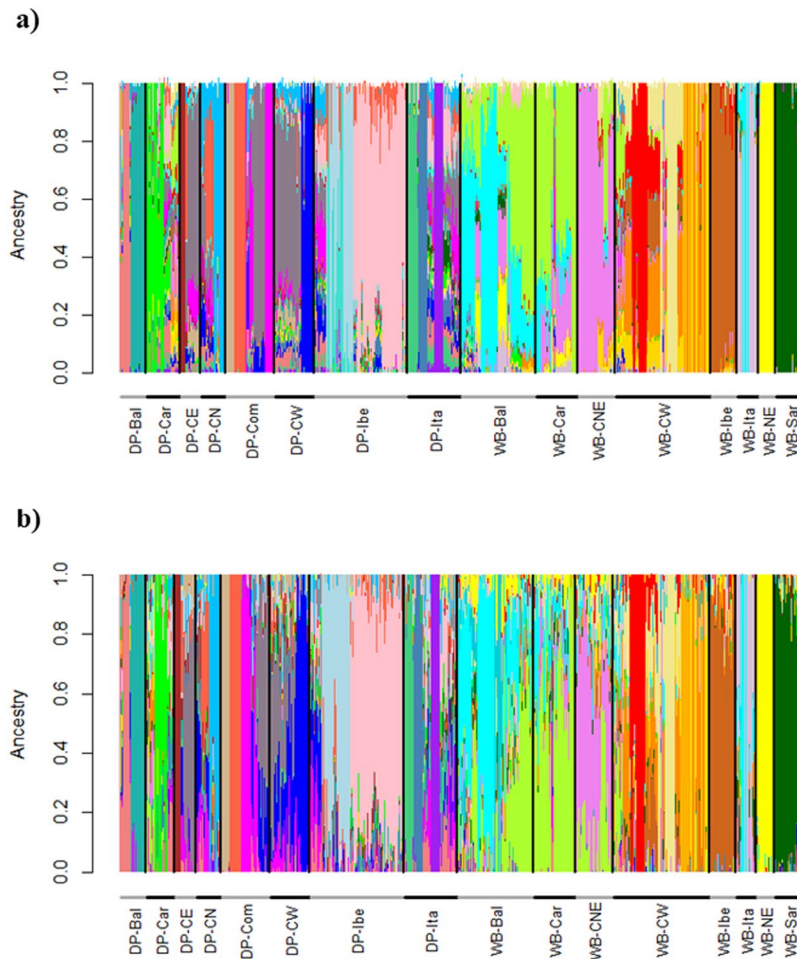 a)
1.0
0.8
0.6
0.4
0.2
0.0
Ancestry
DP-Bal
DP-Car
DP-CE
DP-CN
DP-Com
DP-CW
DP-Ibe
DP-Ita
WB-Bal
WB-Car
WB-CNE
WB-CW
WB-Ibe
WB-Ita
WB-NE
WB-Sar
b)
1.0
0.8
0.6
0.4
0.2
0.0
Ancestry
DP-Bal
DP-Car
DP-CE
DP-CN
DP-Com
DP-CW
DP-Ibe
DP-Ita
WB-Bal
WB-Car
WB-CNE
WB-CW
WB-Ibe
WB-Ita
WB-NE
WB-Sar